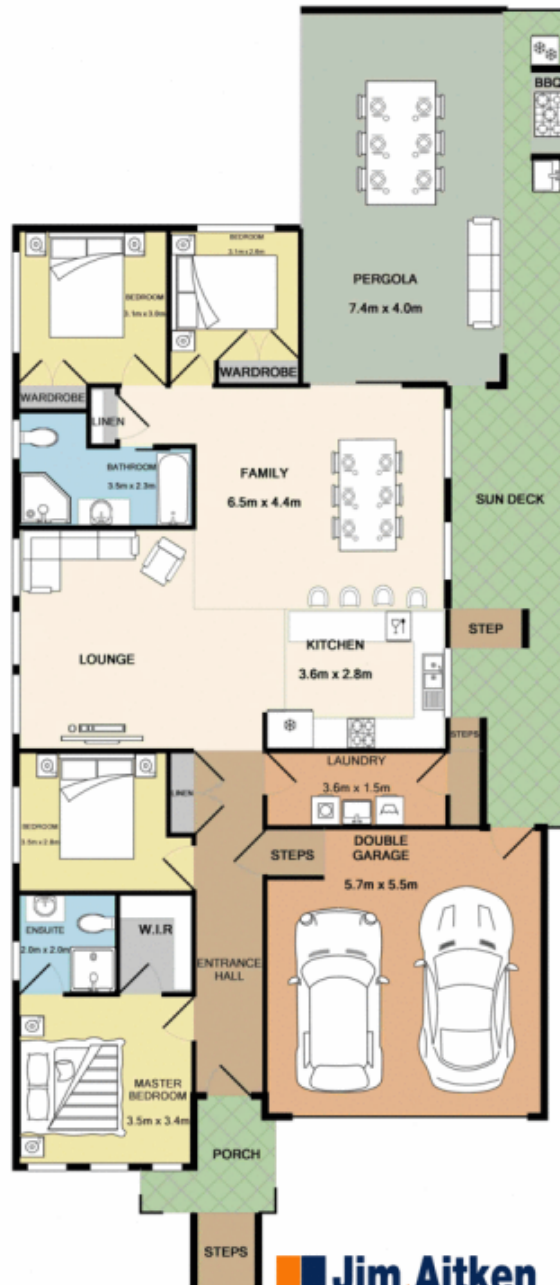 BBQ
PERGOLA
7.4m x 4.0m
BEDROOM
3.1m x 3.0m
BEDROOM
3.1m x 2.8m
WARDROBE
WARDROBE
LINEN
BATHROOM
3.5m x 2.3m
FAMILY
6.5m x 4.4m
SUN DECK
STEP
KITCHEN
3.6m x 2.8m
LOUNGE
STEPS
LAUNDRY
3.6m x 1.5m
LINEN
BEDROOM
3.5m x 2.8m
STEPS
DOUBLE
GARAGE
5.7m x 5.5m
ENSUITE
2.0m x 2.0m
W.I.R
ENTRANCE
HALL
MASTER
BEDROOM
3.5m x 3.4m
PORCH
STEPS
Jim Aitken